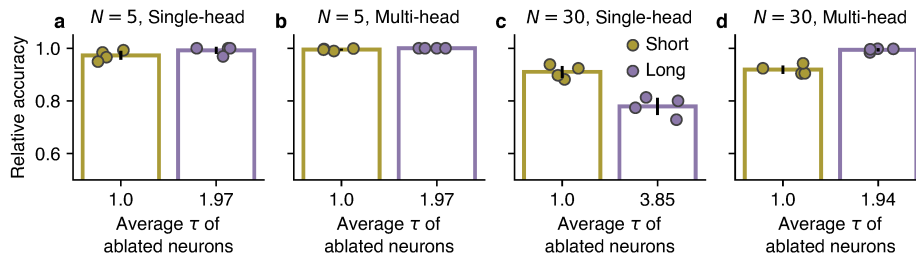 a N = 5, Single-head
b N = 5, Multi-head
c N = 30, Single-head
d N = 30, Multi-head
Relative accuracy
1.0
0.8
0.6
Short
Long
1.0 1.97
Average τ of
ablated neurons
1.0 1.97
Average τ of
ablated neurons
1.0 3.85
Average τ of
ablated neurons
1.0 1.94
Average τ of
ablated neurons